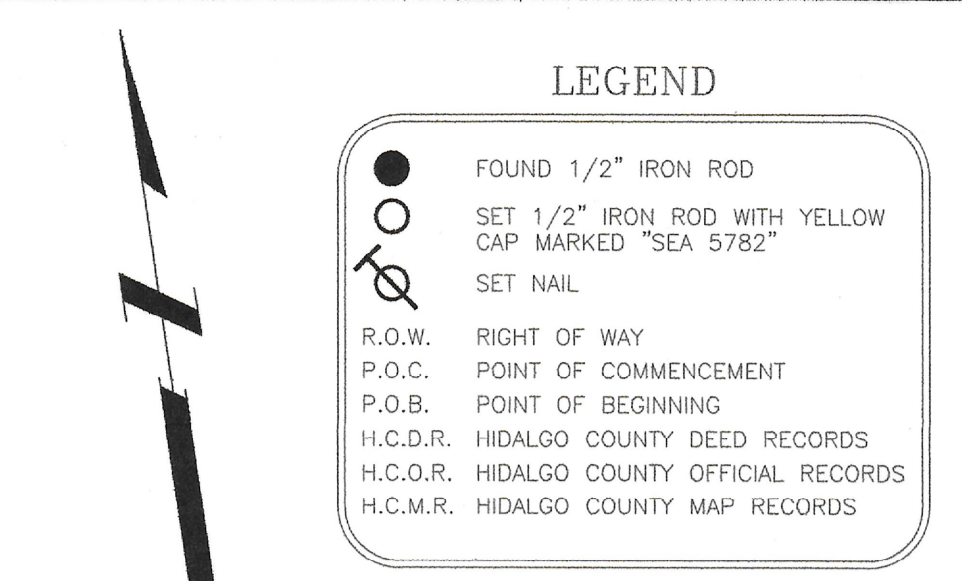 LEGEND
FOUND 1/2" IRON ROD
SET 1/2" IRON ROD WITH YELLOW
CAP MARKED "SEA 5782"
SET NAIL
R.O.W. RIGHT OF WAY
P.O.C. POINT OF COMMENCEMENT
P.O.B. POINT OF BEGINNING
H.C.D.R. HIDALGO COUNTY DEED RECORDS
H.C.O.R. HIDALGO COUNTY OFFICIAL RECORDS
H.C.M.R. HIDALGO COUNTY MAP RECORDS